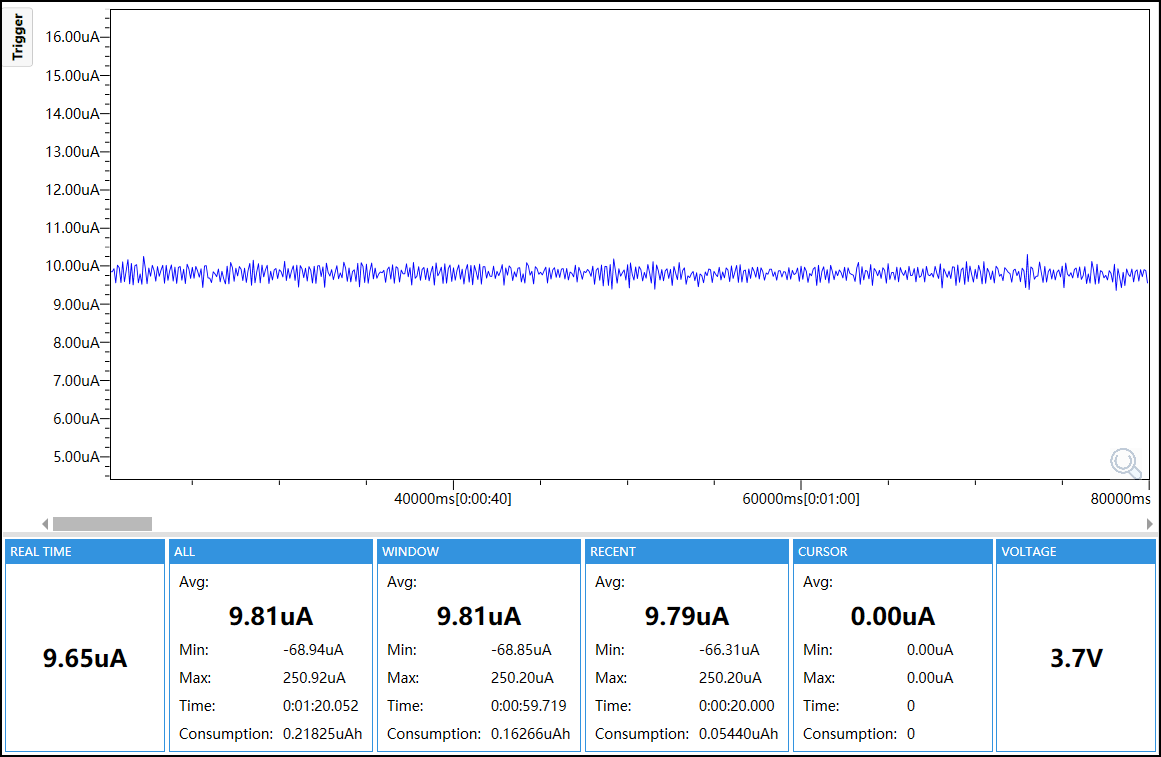 Trigger
16.00uA
15.00uA
14.00uA
13.00uA
12.00uA
11.00uA
10.00uA
9.00uA
8.00uA
7.00uA
6.00uA
5.00uA
40000ms[0:00:40] 60000ms[0:01:00] 80000ms
REAL TIME
9.65uA
ALL
Avg:
9.81uA
Min: -68.94uA
Max: 250.92uA
Time: 0:01:20.052
Consumption: 0.21825uAh
WINDOW
Avg:
9.81uA
Min: -68.85uA
Max: 250.20uA
Time: 0:00:59.719
Consumption: 0.16266uAh
RECENT
Avg:
9.79uA
Min: -66.31uA
Max: 250.20uA
Time: 0:00:20.000
Consumption: 0.05440uAh
CURSOR
Avg:
0.00uA
Min: 0.00uA
Max: 0.00uA
Time: 0
Consumption: 0
VOLTAGE
3.7V